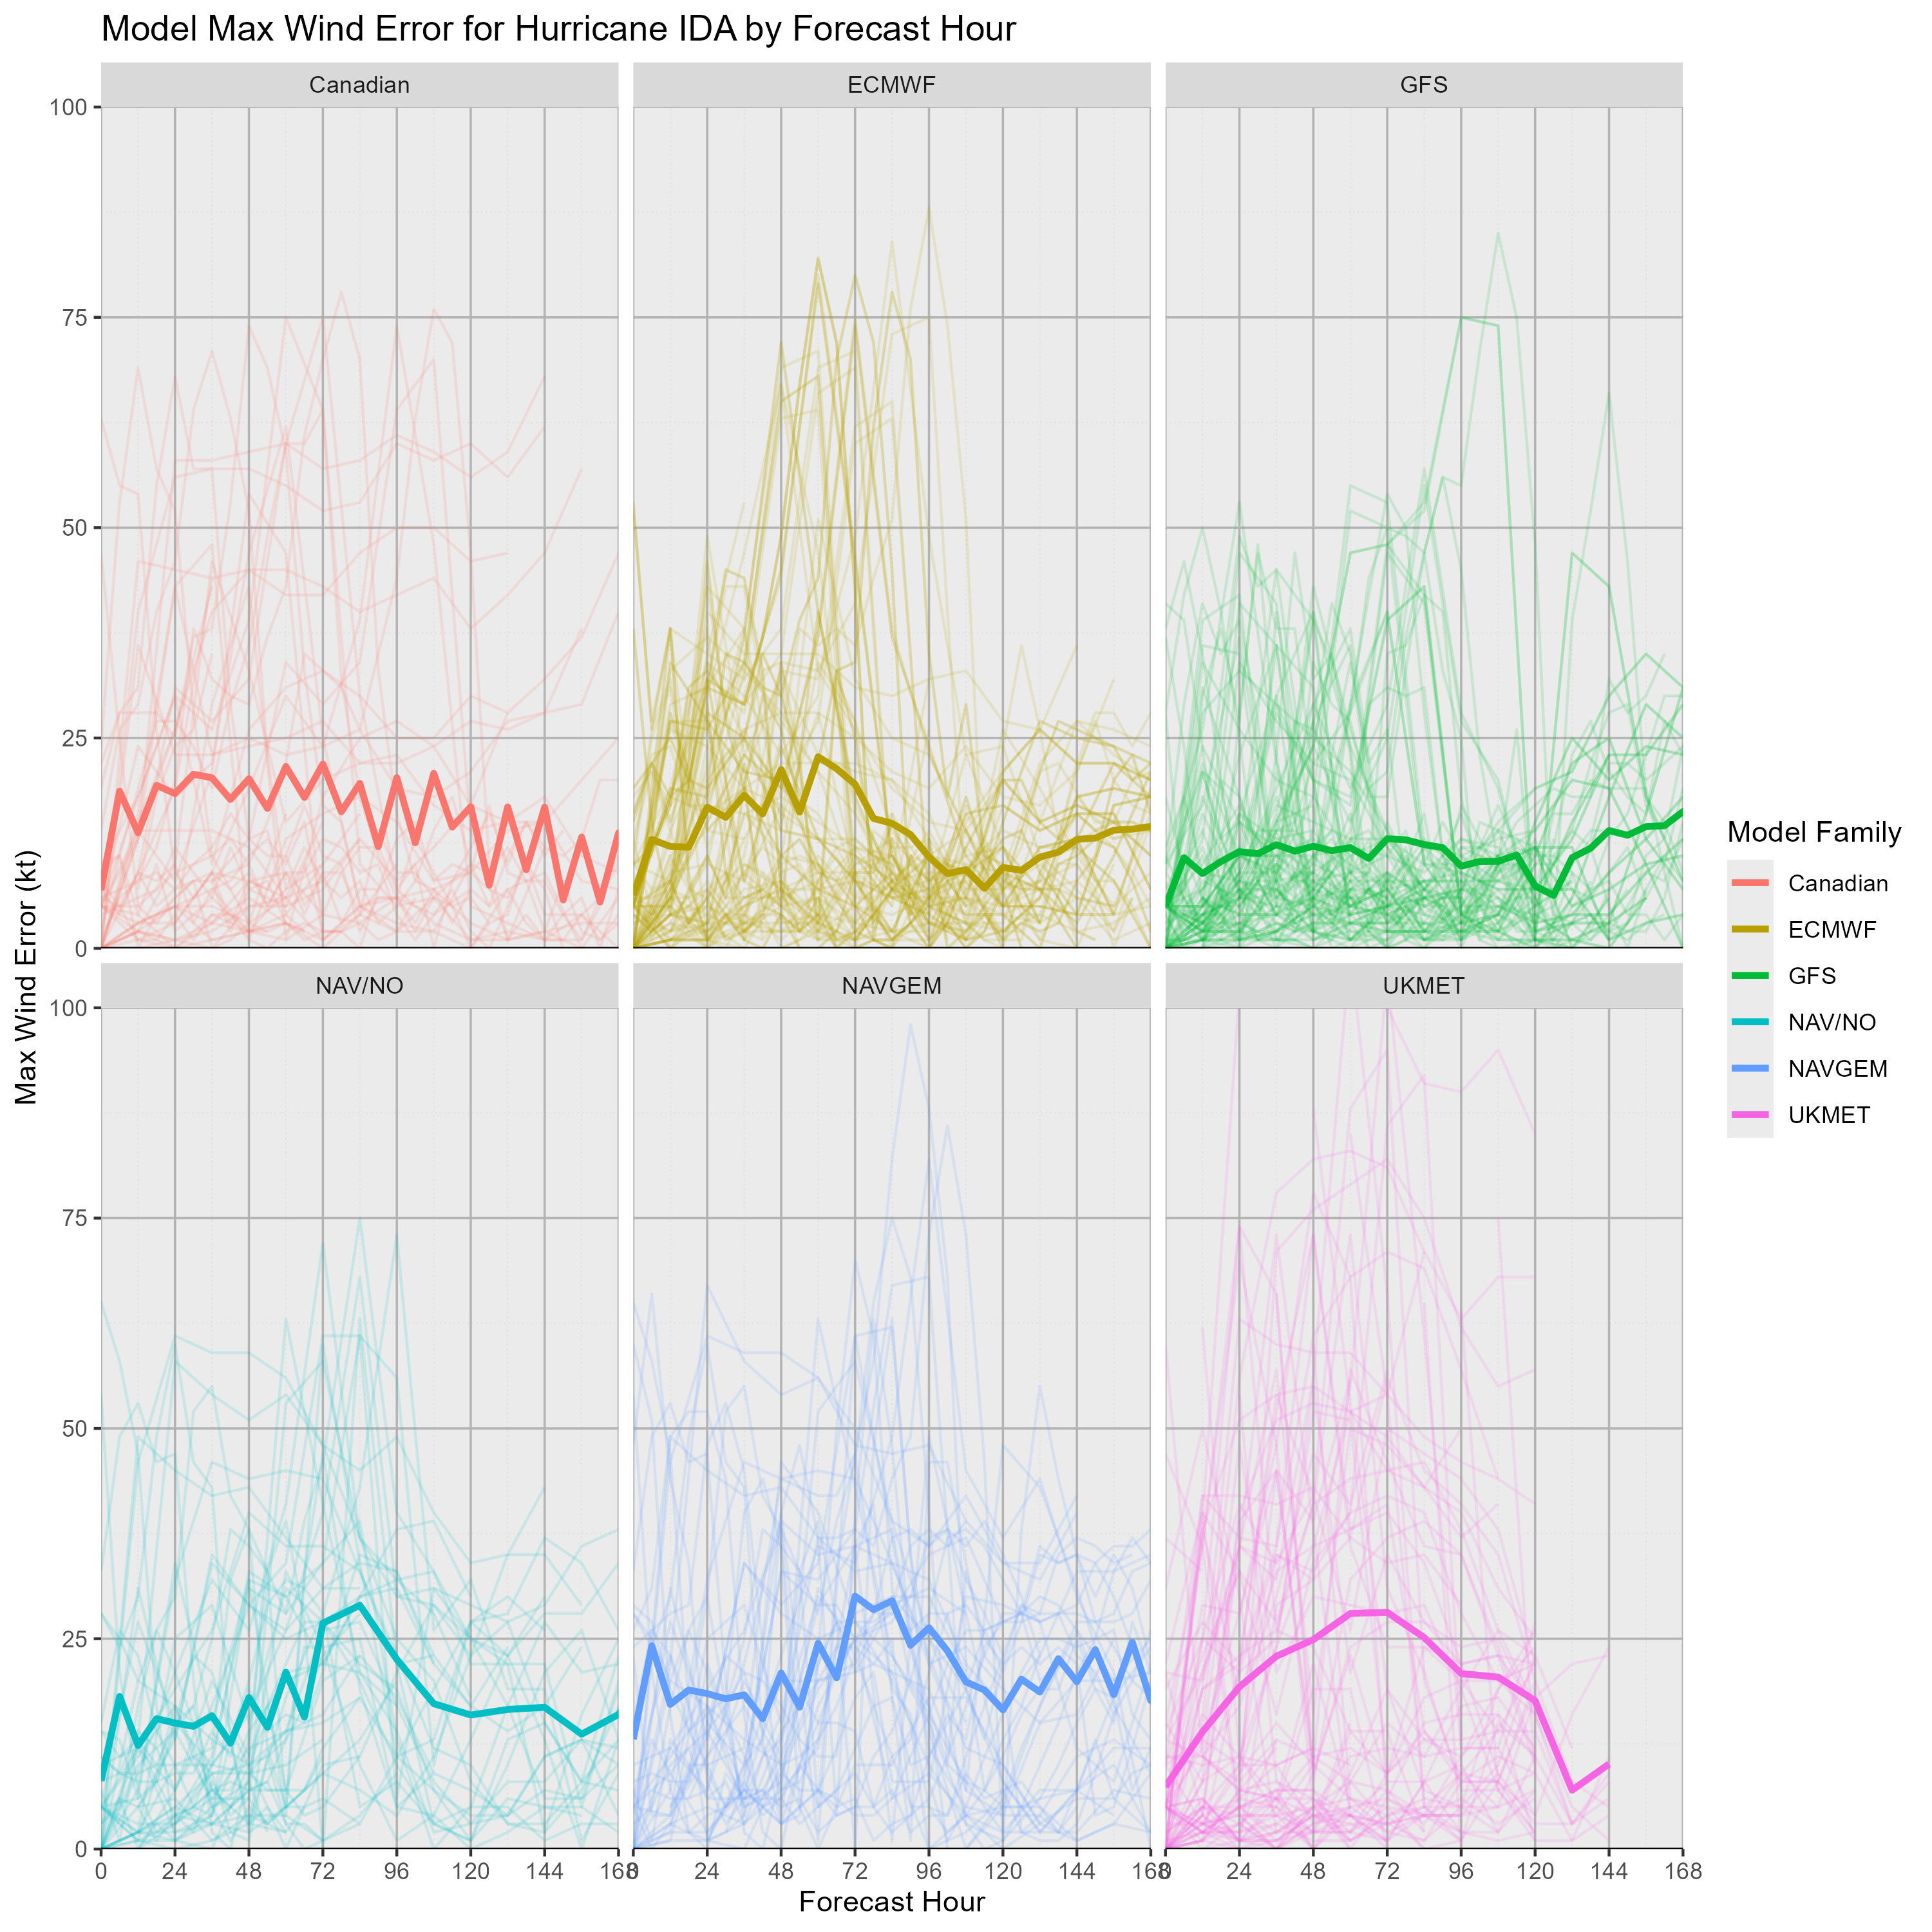 Model Max Wind Error for Hurricane IDA by Forecast Hour
Canadian ECMWF GFS
100
75
50
25
0
NAV/NO NAVGEM UKMET
100
75
50
25
0
0 24 48 72 96 120 144 168 0 24 48 72 96 120 144 168 0 24 48 72 96 120 144 168
Forecast Hour
Max Wind Error (kt)
Model Family
Canadian
ECMWF
GFS
NAV/NO
NAVGEM
UKMET